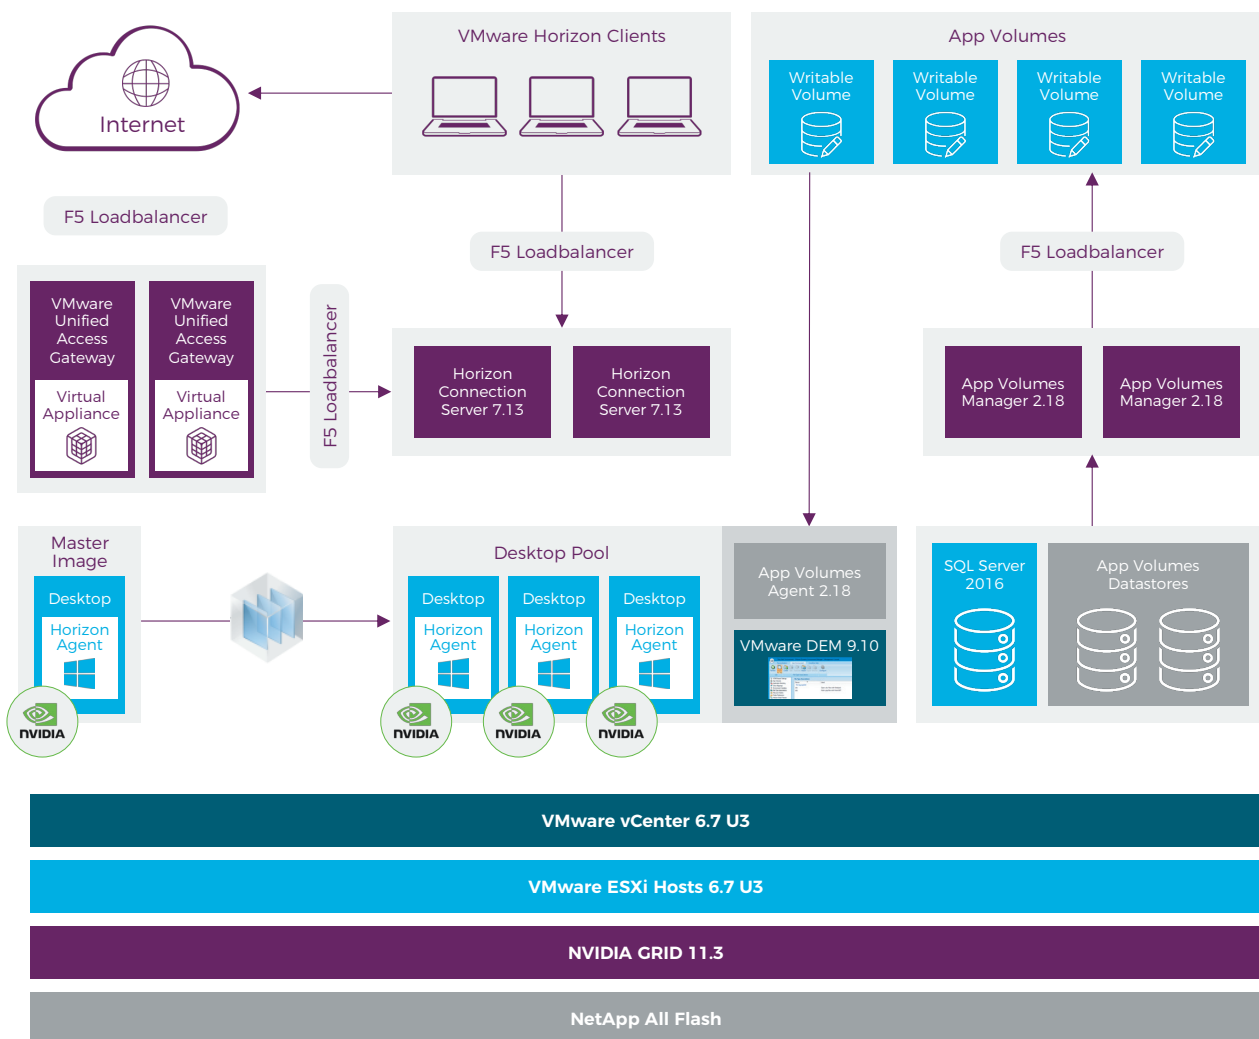 VMware Horizon Clients
App Volumes
Internet
Writable
Volume
Writable
Volume
Writable
Volume
Writable
Volume
F5 Loadbalancer
F5 Loadbalancer
F5 Loadbalancer
VMware
Unified
Access
Gateway
Virtual
Appliance
VMware
Unified
Access
Gateway
Virtual
Appliance
F5 Loadbalancer
Horizon
Connection
Server 7.13
Horizon
Connection
Server 7.13
App Volumes
Manager 2.18
App Volumes
Manager 2.18
Master
Image
Desktop
Horizon
Agent
NVIDIA
Desktop Pool
Desktop
Horizon
Agent
NVIDIA
Desktop
Horizon
Agent
NVIDIA
Desktop
Horizon
Agent
NVIDIA
App Volumes
Agent 2.18
VMware DEM 9.10
SQL Server
2016
App Volumes
Datastores
VMware vCenter 6.7 U3
VMware ESXi Hosts 6.7 U3
NVIDIA GRID 11.3
NetApp All Flash